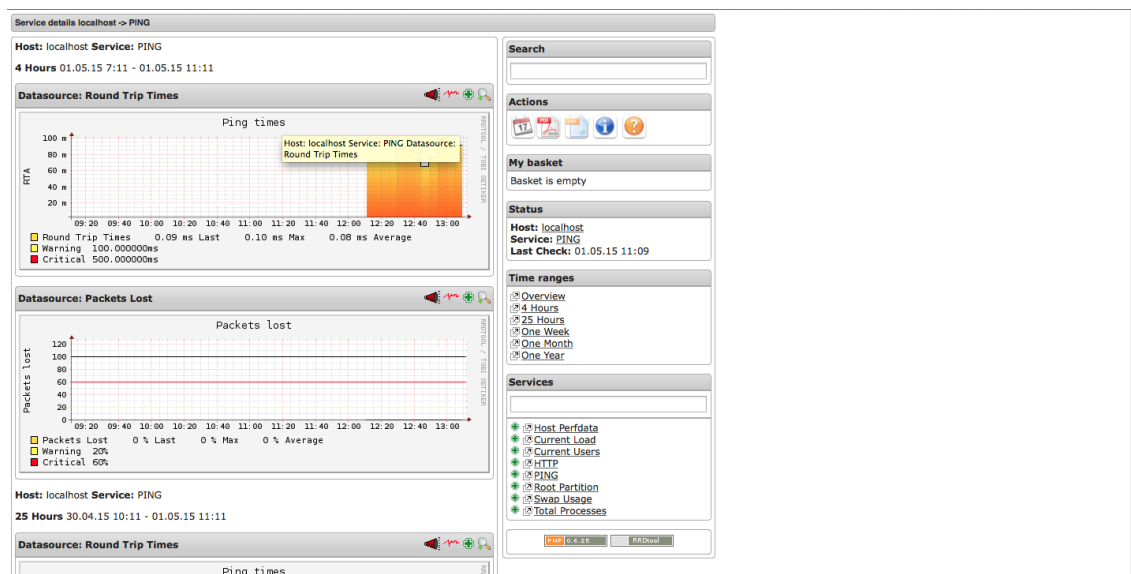 Service details localhost -> PING
Host: localhost Service: PING
4 Hours 01.05.15 7:11 - 01.05.15 11:11
Datasource: Round Trip Times
Ping times
RRDTOOL / TOBI OETIKER
Host: localhost Service: PING Datasource:
Round Trip Times
RTA
100 m
80 m
60 m
40 m
20 m
09:20 09:40 10:00 10:20 10:40 11:00 11:20 11:40 12:00 12:20 12:40 13:00
Round Trip Times 0.09 ms Last 0.10 ms Max 0.08 ms Average
Warning 100.000000ms
Critical 500.000000ms
Datasource: Packets Lost
Packets lost
RRDTOOL / TOBI OETIKER
Packets lost
120
100
80
60
40
20
0
09:20 09:40 10:00 10:20 10:40 11:00 11:20 11:40 12:00 12:20 12:40 13:00
Packets Lost 0 % Last 0 % Max 0 % Average
Warning 20%
Critical 60%
Host: localhost Service: PING
25 Hours 30.04.15 10:11 - 01.05.15 11:11
Datasource: Round Trip Times
Ping times
Search
Actions
17
PDF
My basket
Basket is empty
Status
Host: localhost
Service: PING
Last Check: 01.05.15 11:09
Time ranges
Overview
4 Hours
25 Hours
One Week
One Month
One Year
Services
Host Perfdata
Current Load
Current Users
HTTP
PING
Root Partition
Swap Usage
Total Processes
PNP 0.6.25
RRDtool